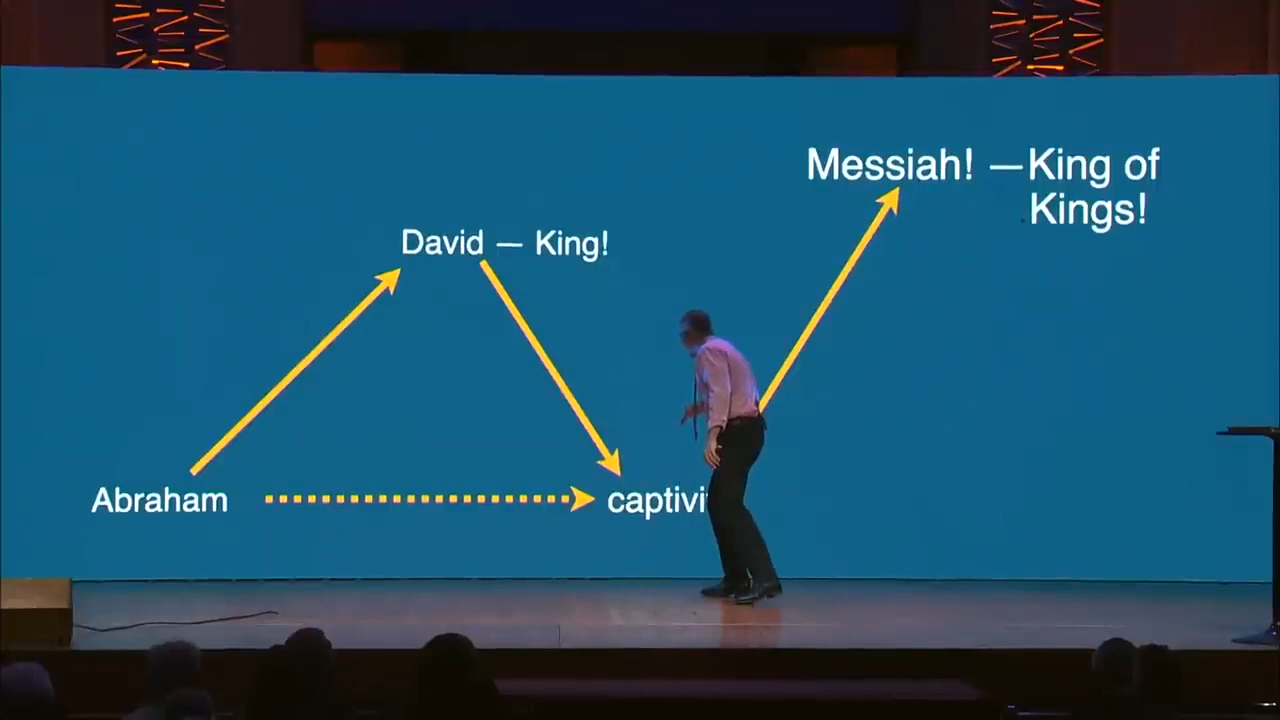 Messiah! — King of
Kings!
David — King!
Abraham
captivi